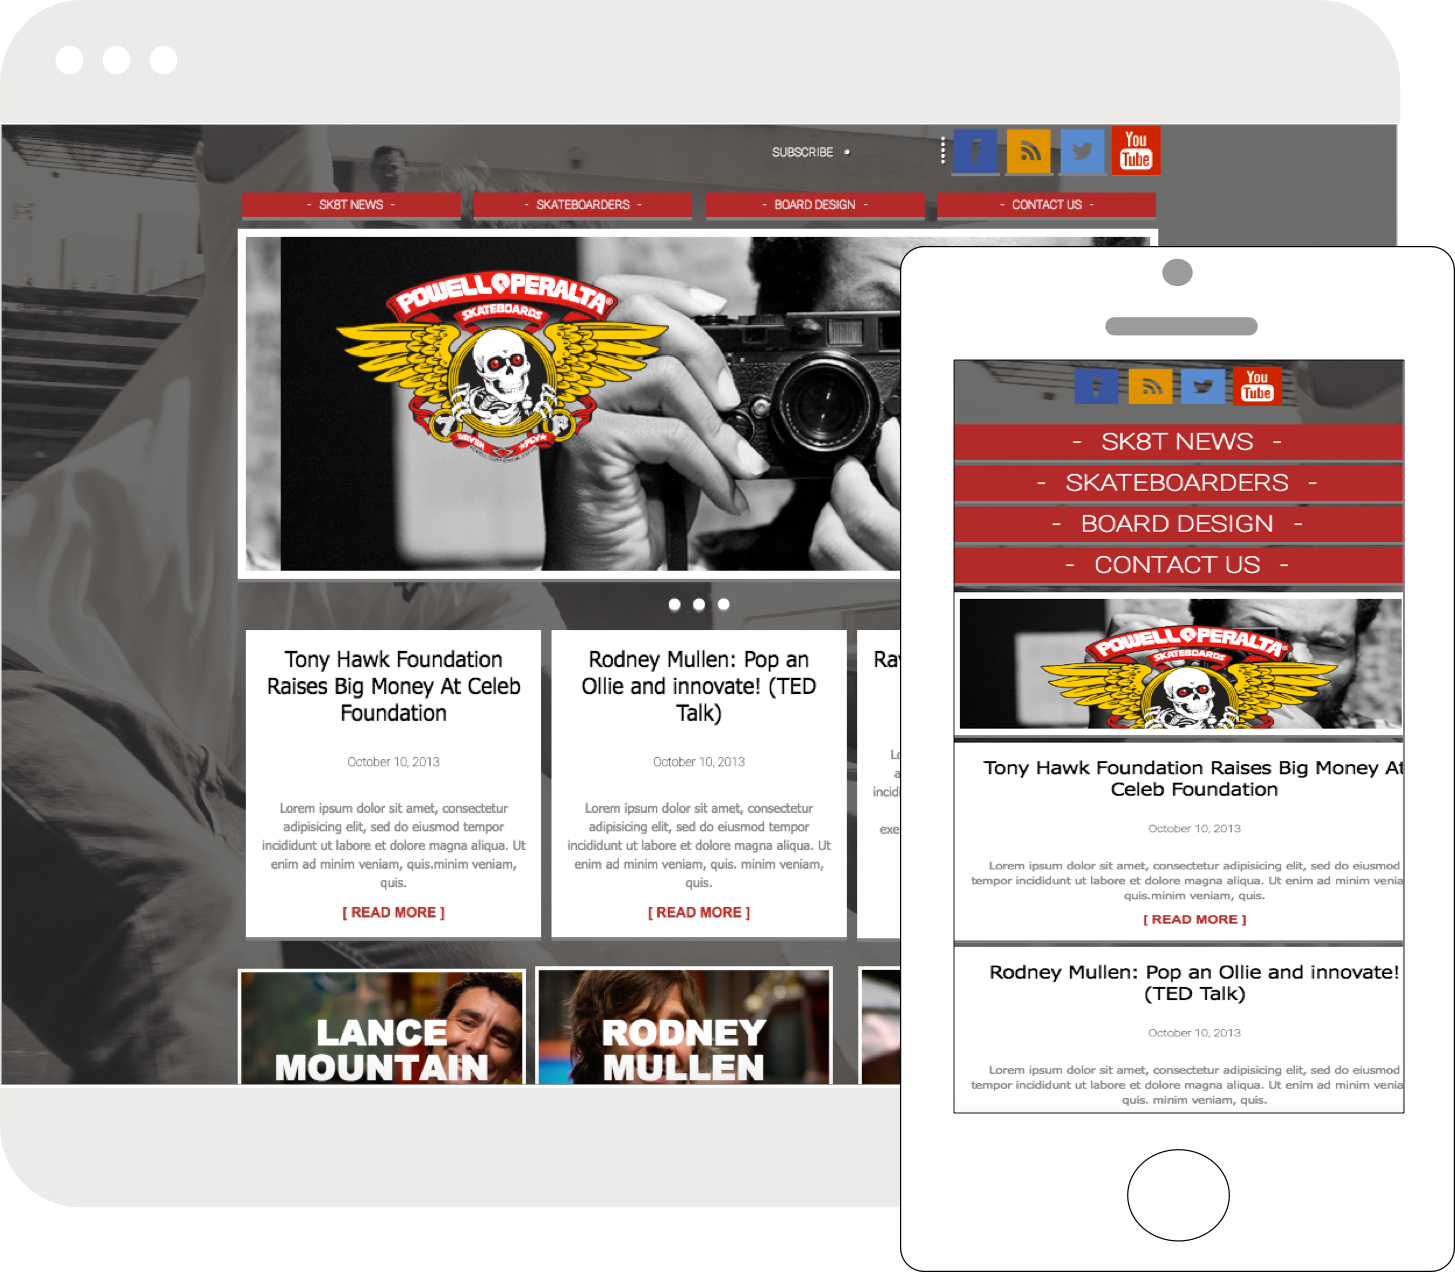 SUBSCRIBE •
You
Tube
- SK8T NEWS -
- SKATEBOARDERS -
- BOARD DESIGN -
- CONTACT US -
POWELL PERALTA®
SKATEBOARDS
SEVEN PLY
Tony Hawk Foundation
Raises Big Money At Celeb
Foundation
October 10, 2013
Lorem ipsum dolor sit amet, consectetur
adipisicing elit, sed do eiusmod tempor
incididunt ut labore et dolore magna aliqua. Ut
enim ad minim veniam, quis.minim veniam,
quis.
[ READ MORE ]
Rodney Mullen: Pop an
Ollie and innovate! (TED
Talk)
October 10, 2013
Lorem ipsum dolor sit amet, consectetur
adipisicing elit, sed do eiusmod tempor
incididunt ut labore et dolore magna aliqua. Ut
enim ad minim veniam, quis. minim veniam,
quis.
[ READ MORE ]
LANCE
MOUNTAIN
RODNEY
MULLEN
You
Tube
- SK8T NEWS -
- SKATEBOARDERS -
- BOARD DESIGN -
- CONTACT US -
POWELL PERALTA
SKATEBOARDS
Tony Hawk Foundation Raises Big Money At
Celeb Foundation
October 10, 2013
Lorem ipsum dolor sit amet, consectetur adipisicing elit, sed do eiusmod
tempor incididunt ut labore et dolore magna aliqua. Ut enim ad minim venia
quis.minim veniam, quis.
[ READ MORE ]
Rodney Mullen: Pop an Ollie and innovate!
(TED Talk)
October 10, 2013
Lorem ipsum dolor sit amet, consectetur adipisicing elit, sed do eiusmod
tempor incididunt ut labore et dolore magna aliqua. Ut enim ad minim venia
quis. minim veniam, quis.